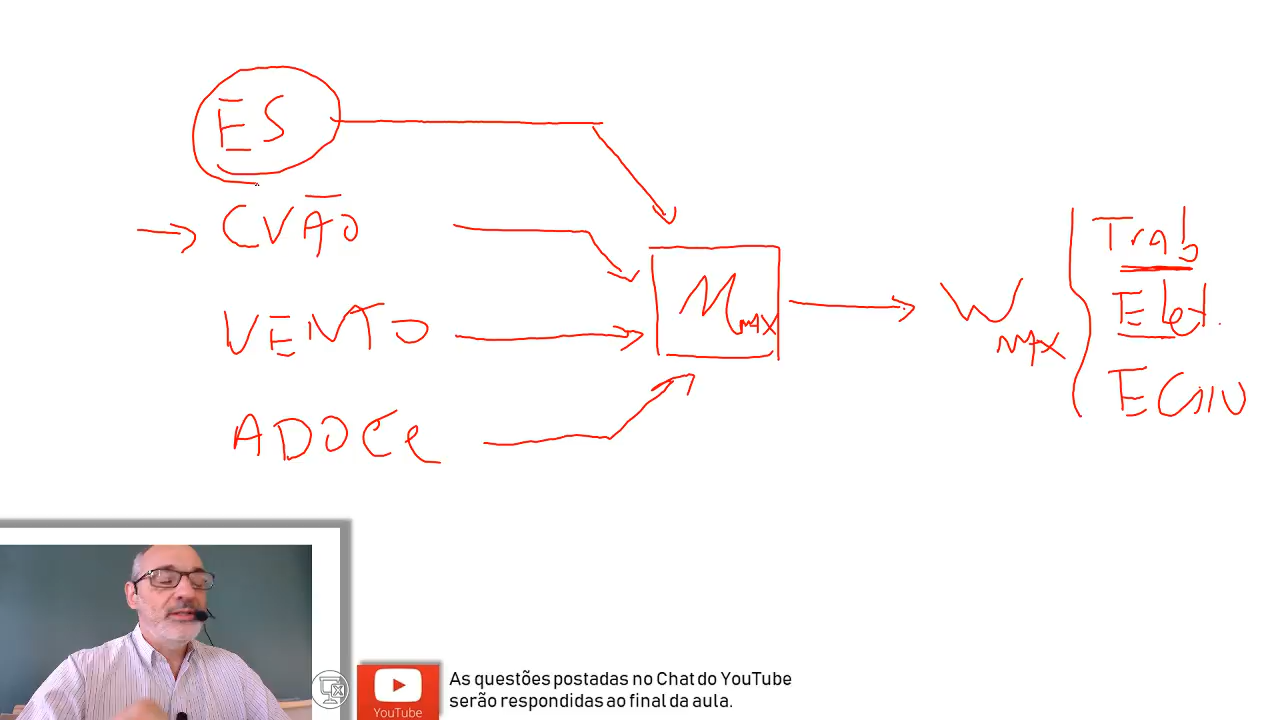 ES
CVÃO
VENTO
ADOCE
MMAX
WMAX
Trab
Elet.
ECIN
YouTube
As questões postadas no Chat do YouTube
serão respondidas ao final da aula.